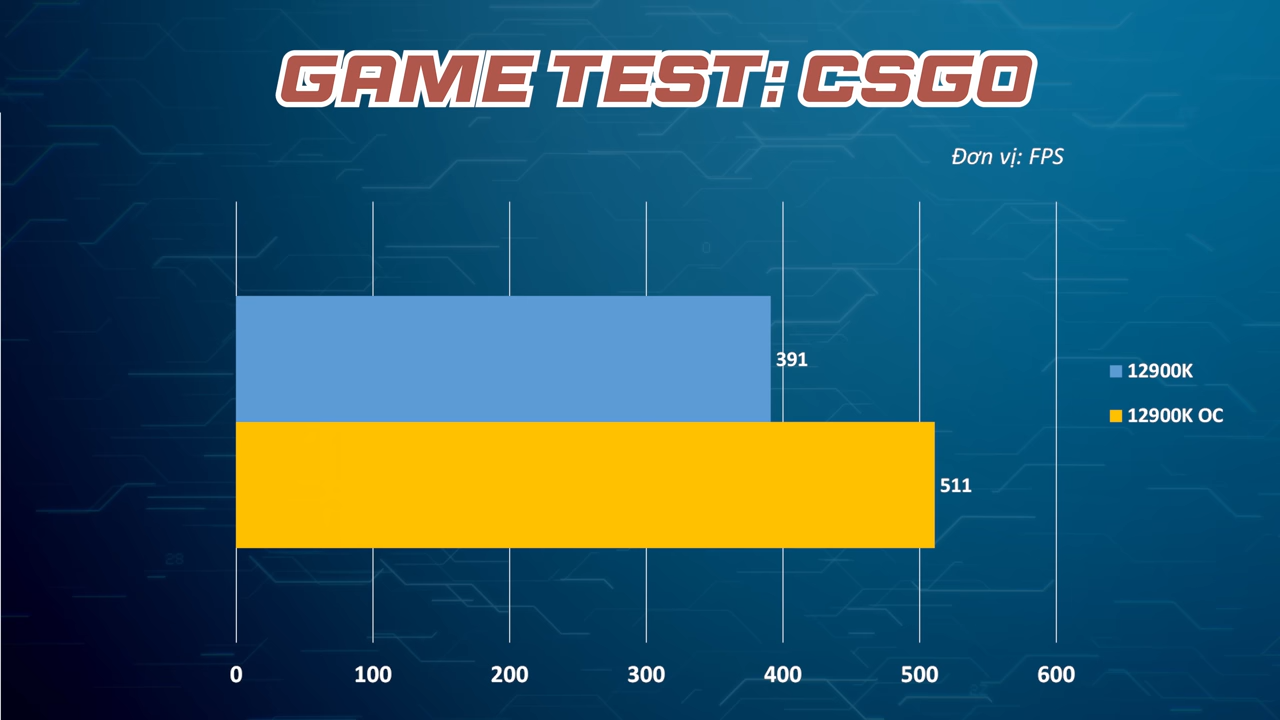 GAME TEST: CSGO
Đơn vị: FPS
391
12900K
12900K OC
511
0 100 200 300 400 500 600